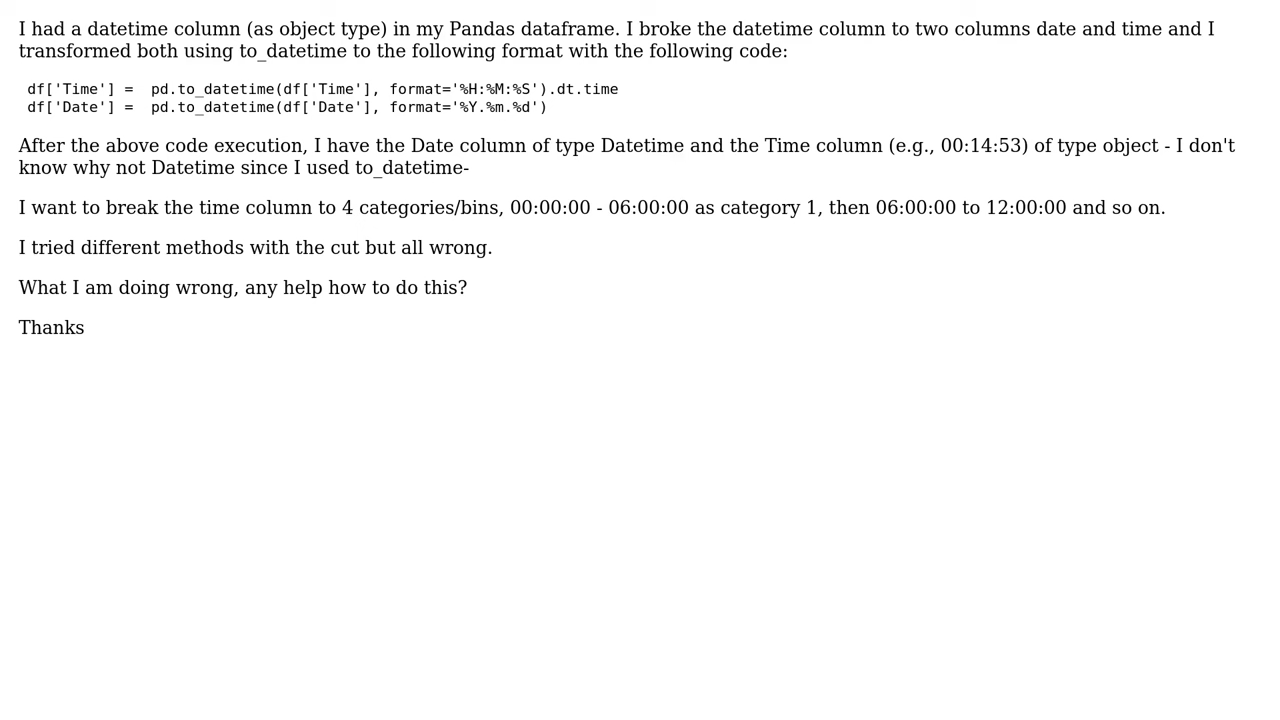 I had a datetime column (as object type) in my Pandas dataframe. I broke the datetime column to two columns date and time and I
transformed both using to_datetime to the following format with the following code:
df['Time'] =  pd.to_datetime(df['Time'], format='%H:%M:%S').dt.time
df['Date'] =  pd.to_datetime(df['Date'], format='%Y.%m.%d')
After the above code execution, I have the Date column of type Datetime and the Time column (e.g., 00:14:53) of type object - I don't
know why not Datetime since I used to_datetime-
I want to break the time column to 4 categories/bins, 00:00:00 - 06:00:00 as category 1, then 06:00:00 to 12:00:00 and so on.
I tried different methods with the cut but all wrong.
What I am doing wrong, any help how to do this?
Thanks